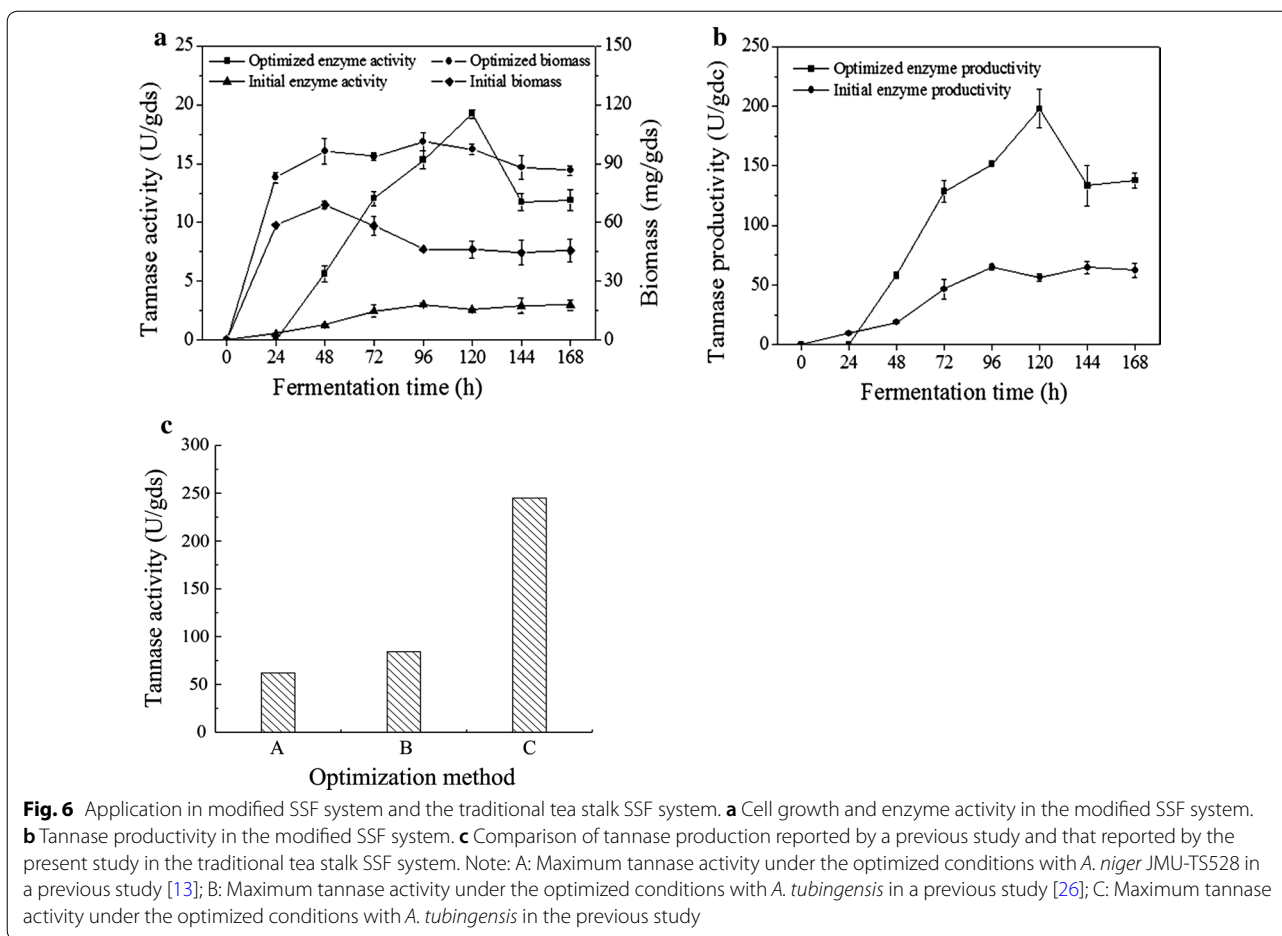 a
25
20
15
10
5
0
Tannase activity (U/gds)
Optimized enzyme activity
Optimized biomass
Initial enzyme activity
Initial biomass
150
120
90
60
30
0
Biomass (mg/gds)
0 24 48 72 96 120 144 168
Fermentation time (h)
b
250
200
150
100
50
0
Tannase productivity (U/gdc)
Optimized enzyme productivity
Initial enzyme productivity
0 24 48 72 96 120 144 168
Fermentation time (h)
c
300
250
200
150
100
50
0
Tannase activity (U/gds)
A B C
Optimization method
Fig. 6 Application in modified SSF system and the traditional tea stalk SSF system. a Cell growth and enzyme activity in the modified SSF system.
b Tannase productivity in the modified SSF system. c Comparison of tannase production reported by a previous study and that reported by the
present study in the traditional tea stalk SSF system. Note: A: Maximum tannase activity under the optimized conditions with A. niger JMU-TS528 in
a previous study [13]; B: Maximum tannase activity under the optimized conditions with A. tubingensis in a previous study [26]; C: Maximum tannase
activity under the optimized conditions with A. tubingensis in the previous study